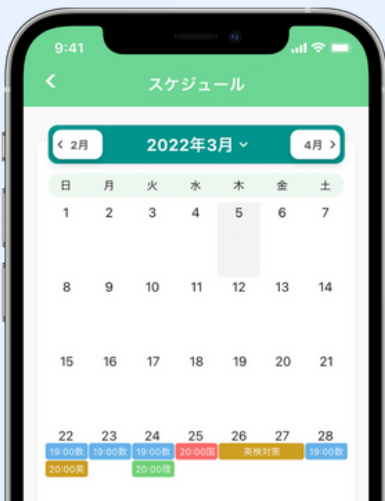 9:41
スケジュール
2月
2022年3月
4月
日 月 火 水 木 金 土
1 2 3 4 5 6 7
8 9 10 11 12 13 14
15 16 17 18 19 20 21
22 23 24 25 26 27 28
19:00数 19:00数 19:00数 20:00国 英検対策 19:00数
20:00英 20:00理